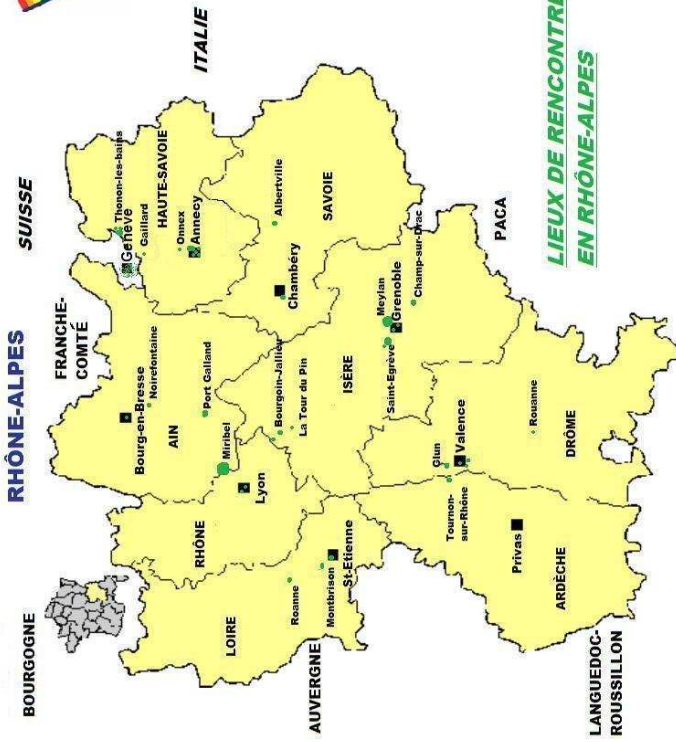 RHÔNE-ALPES
BOURGOGNE
FRANCHE-
COMTÉ
SUISSE
ITALIE
Thonon-les-bains
Genève
Gaillard
HAUTE-SAVOIE
Onnex
Annecy
Bourg-en-Bresse
Noirefontaine
AIN
Port Galland
Miribel
RHÔNE
Lyon
LOIRE
Roanne
Montbrison
St-Etienne
AUVERGNE
Bourgoin-Jallieu
La Tour du Pin
ISÈRE
Chambéry
Albertville
SAVOIE
Meylan
Grenoble
Saint-Egrève
Champ-sur-Drac
Glun
Valence
Tournon-
sur-Rhône
Rouanne
DRÔME
Privas
ARDÈCHE
PACA
LANGUEDOC-
ROUSSILLON
LIEUX DE RENCONTRE
EN RHÔNE-ALPES